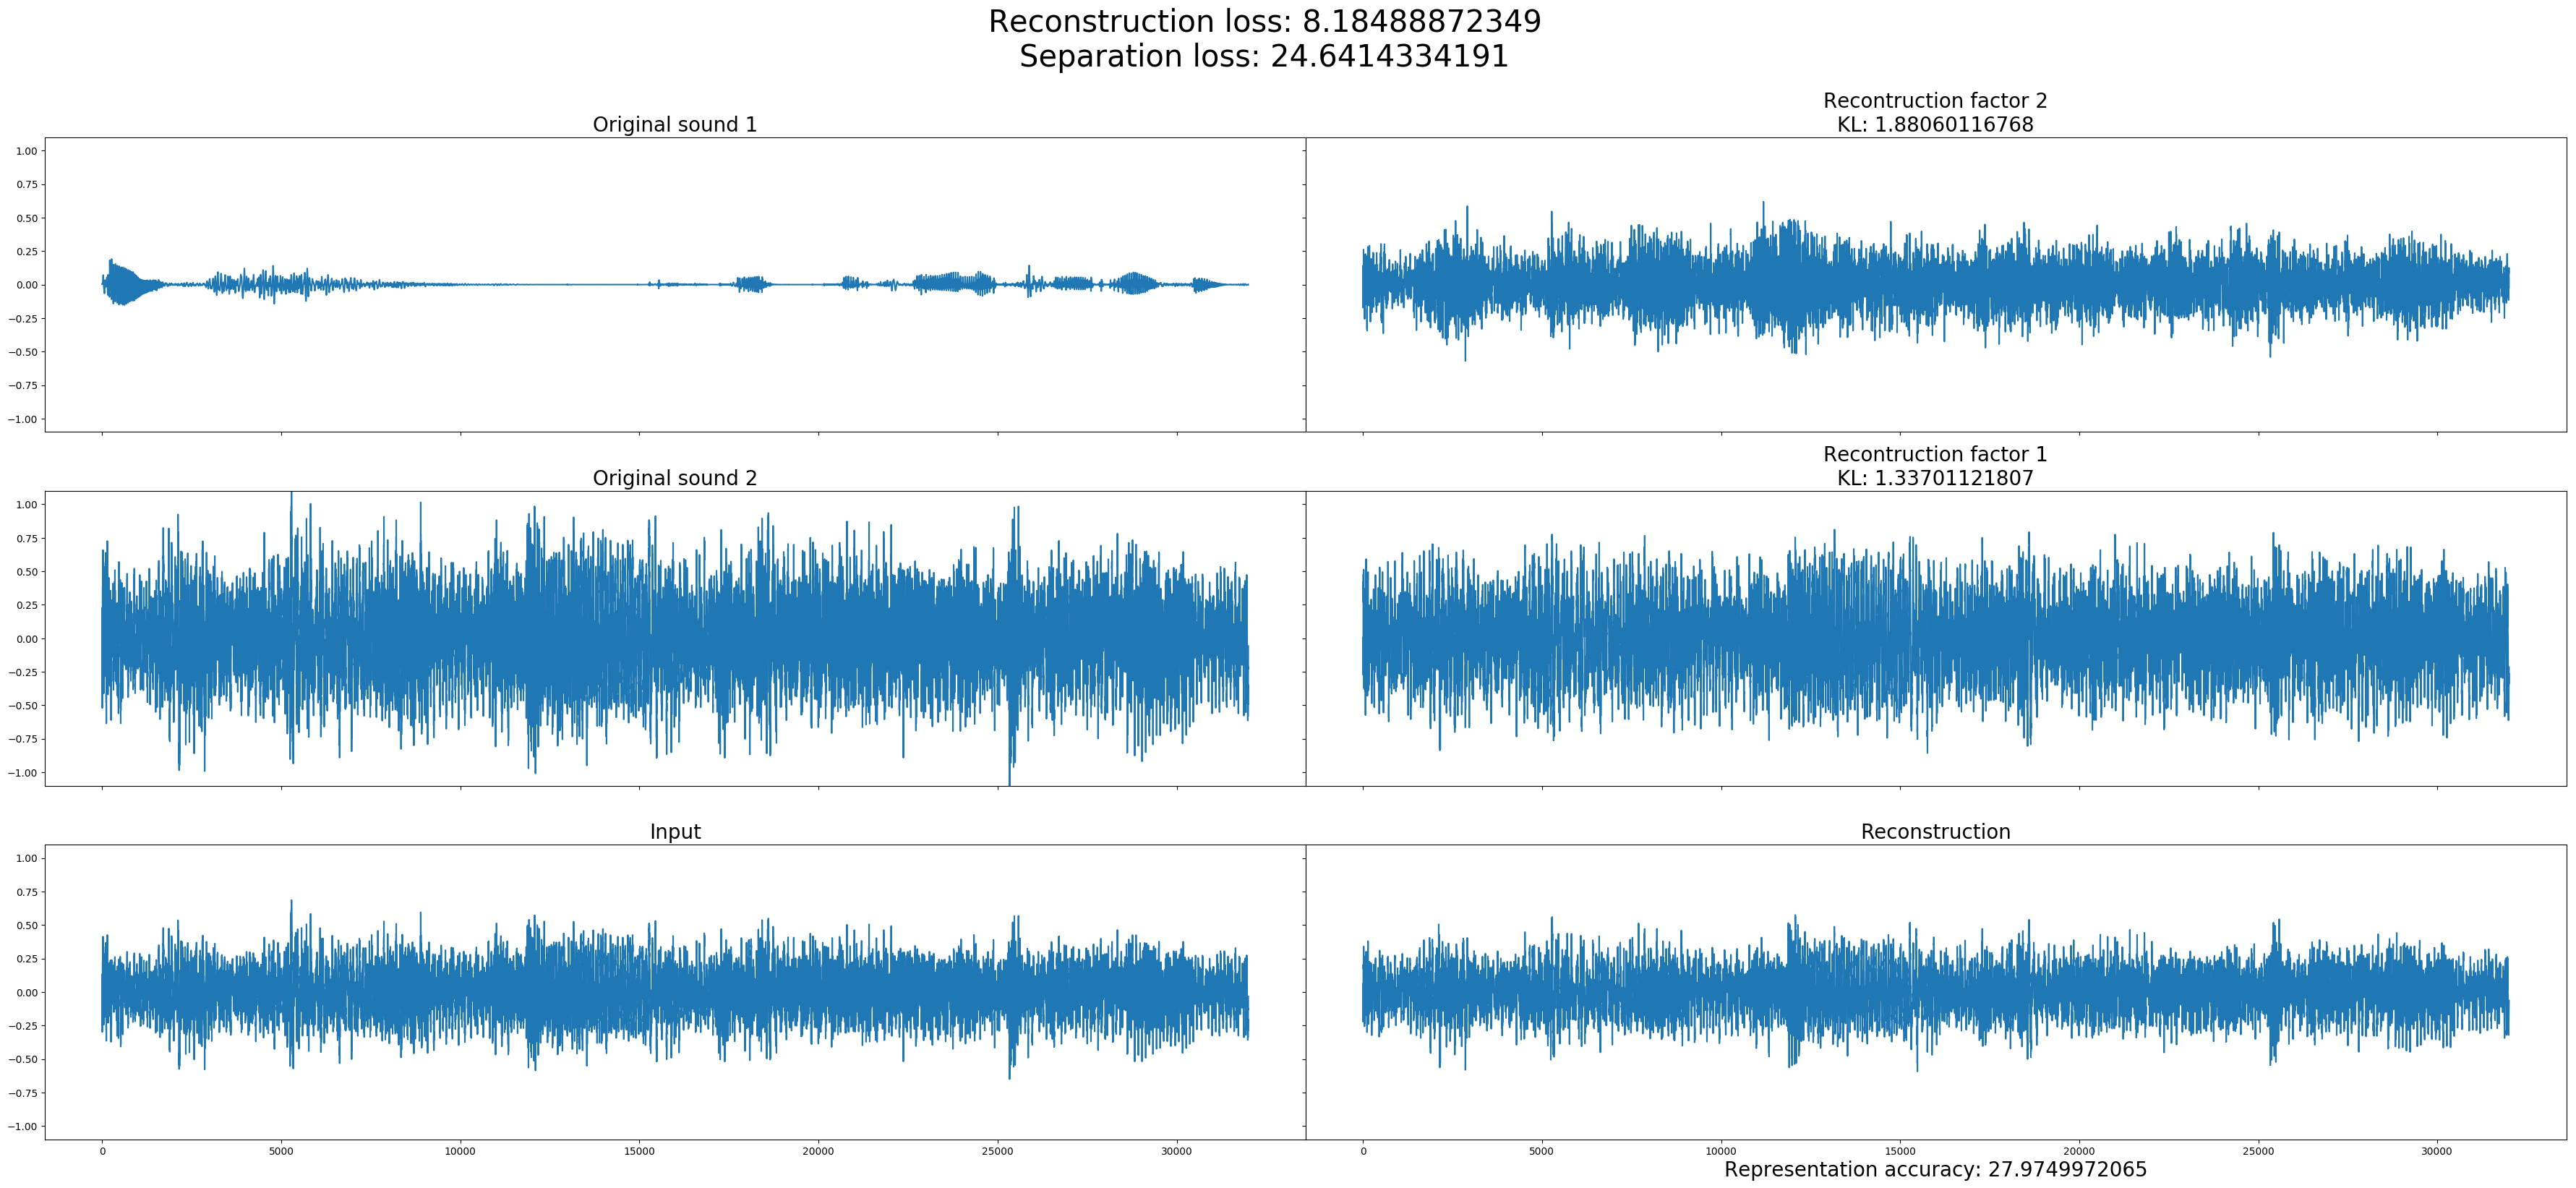 Reconstruction loss: 8.18488872349
Separation loss: 24.6414334191
Original sound 1
1.00
0.75
0.50
0.25
0.00
−0.25
−0.50
−0.75
−1.00
Recontruction factor 2
KL: 1.88060116768
Original sound 2
1.00
0.75
0.50
0.25
0.00
−0.25
−0.50
−0.75
−1.00
Recontruction factor 1
KL: 1.33701121807
Input
1.00
0.75
0.50
0.25
0.00
−0.25
−0.50
−0.75
−1.00
0 5000 10000 15000 20000 25000 30000
Reconstruction
0 5000 10000 15000 20000 25000 30000
Representation accuracy: 27.9749972065